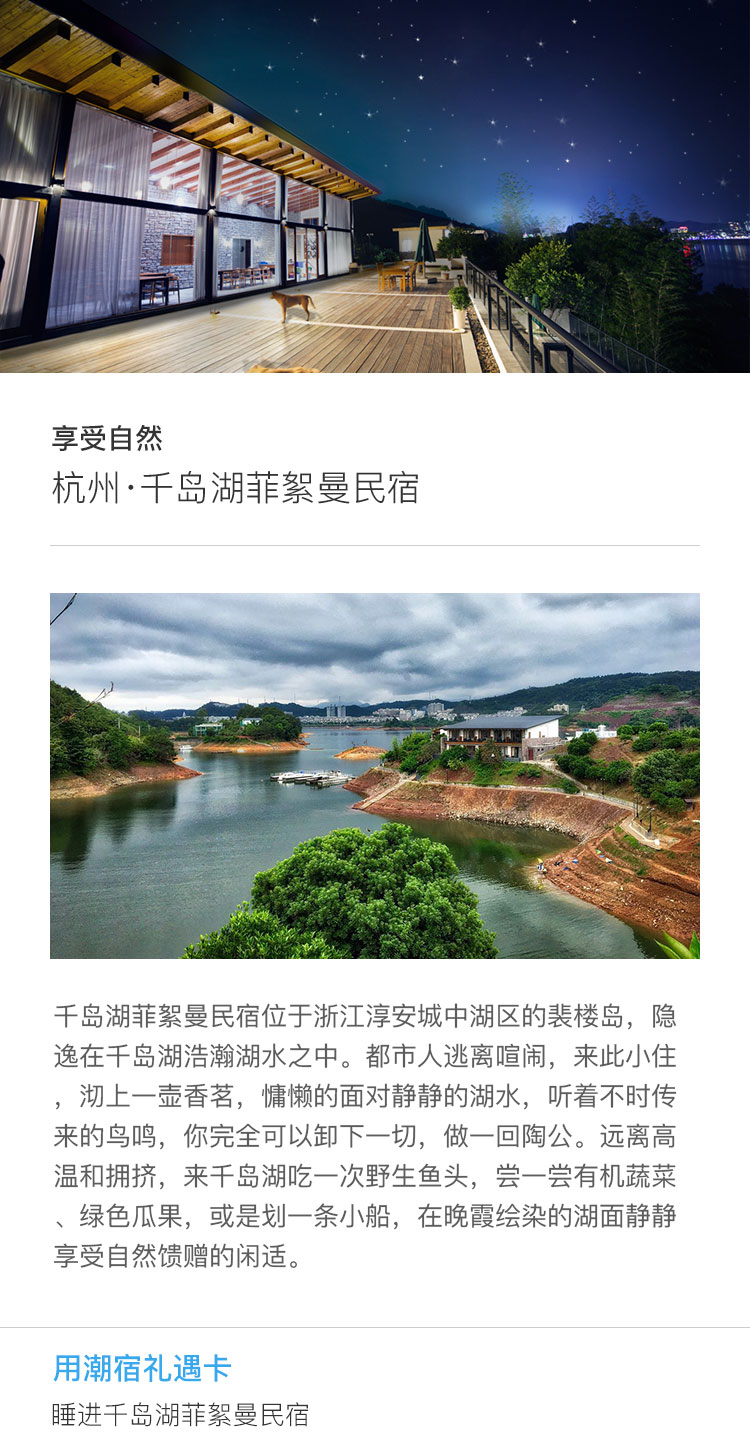 享受自然
杭州·千岛湖菲絮曼民宿
千岛湖菲絮曼民宿位于浙江淳安城中湖区的裴楼岛，隐
逸在千岛湖浩瀚湖水之中。都市人逃离喧闹，来此小住
，沏上一壶香茗，慵懒的面对静静的湖水，听着不时传
来的鸟鸣，你完全可以卸下一切，做一回陶公。远离高
温和拥挤，来千岛湖吃一次野生鱼头，尝一尝有机蔬菜
、绿色瓜果，或是划一条小船，在晚霞绘染的湖面静静
享受自然馈赠的闲适。
用潮宿礼遇卡
睡进千岛湖菲絮曼民宿